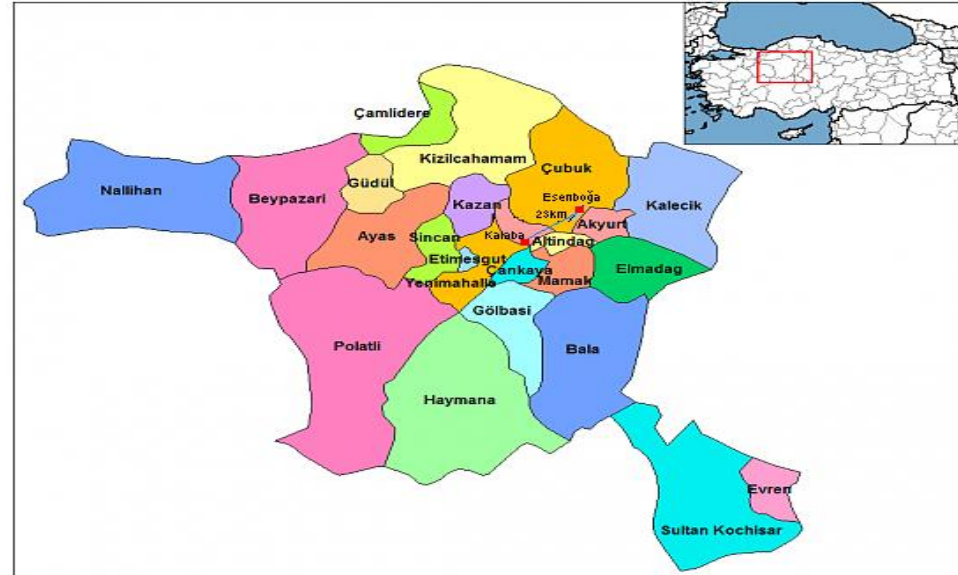 Çamlidere
Kizilcahamam
Çubuk
Nallihan
Beypazari
Güdül
Esenboğa
Kazan
23km
Kalecik
Akyurt
Ayas
Sincan
Kalaba
Altindag
Etimesgut
Çankaya
Elmadag
Yenimahalle
Mamak
Gölbasi
Polatli
Bala
Haymana
Evren
Sultan Kochisar